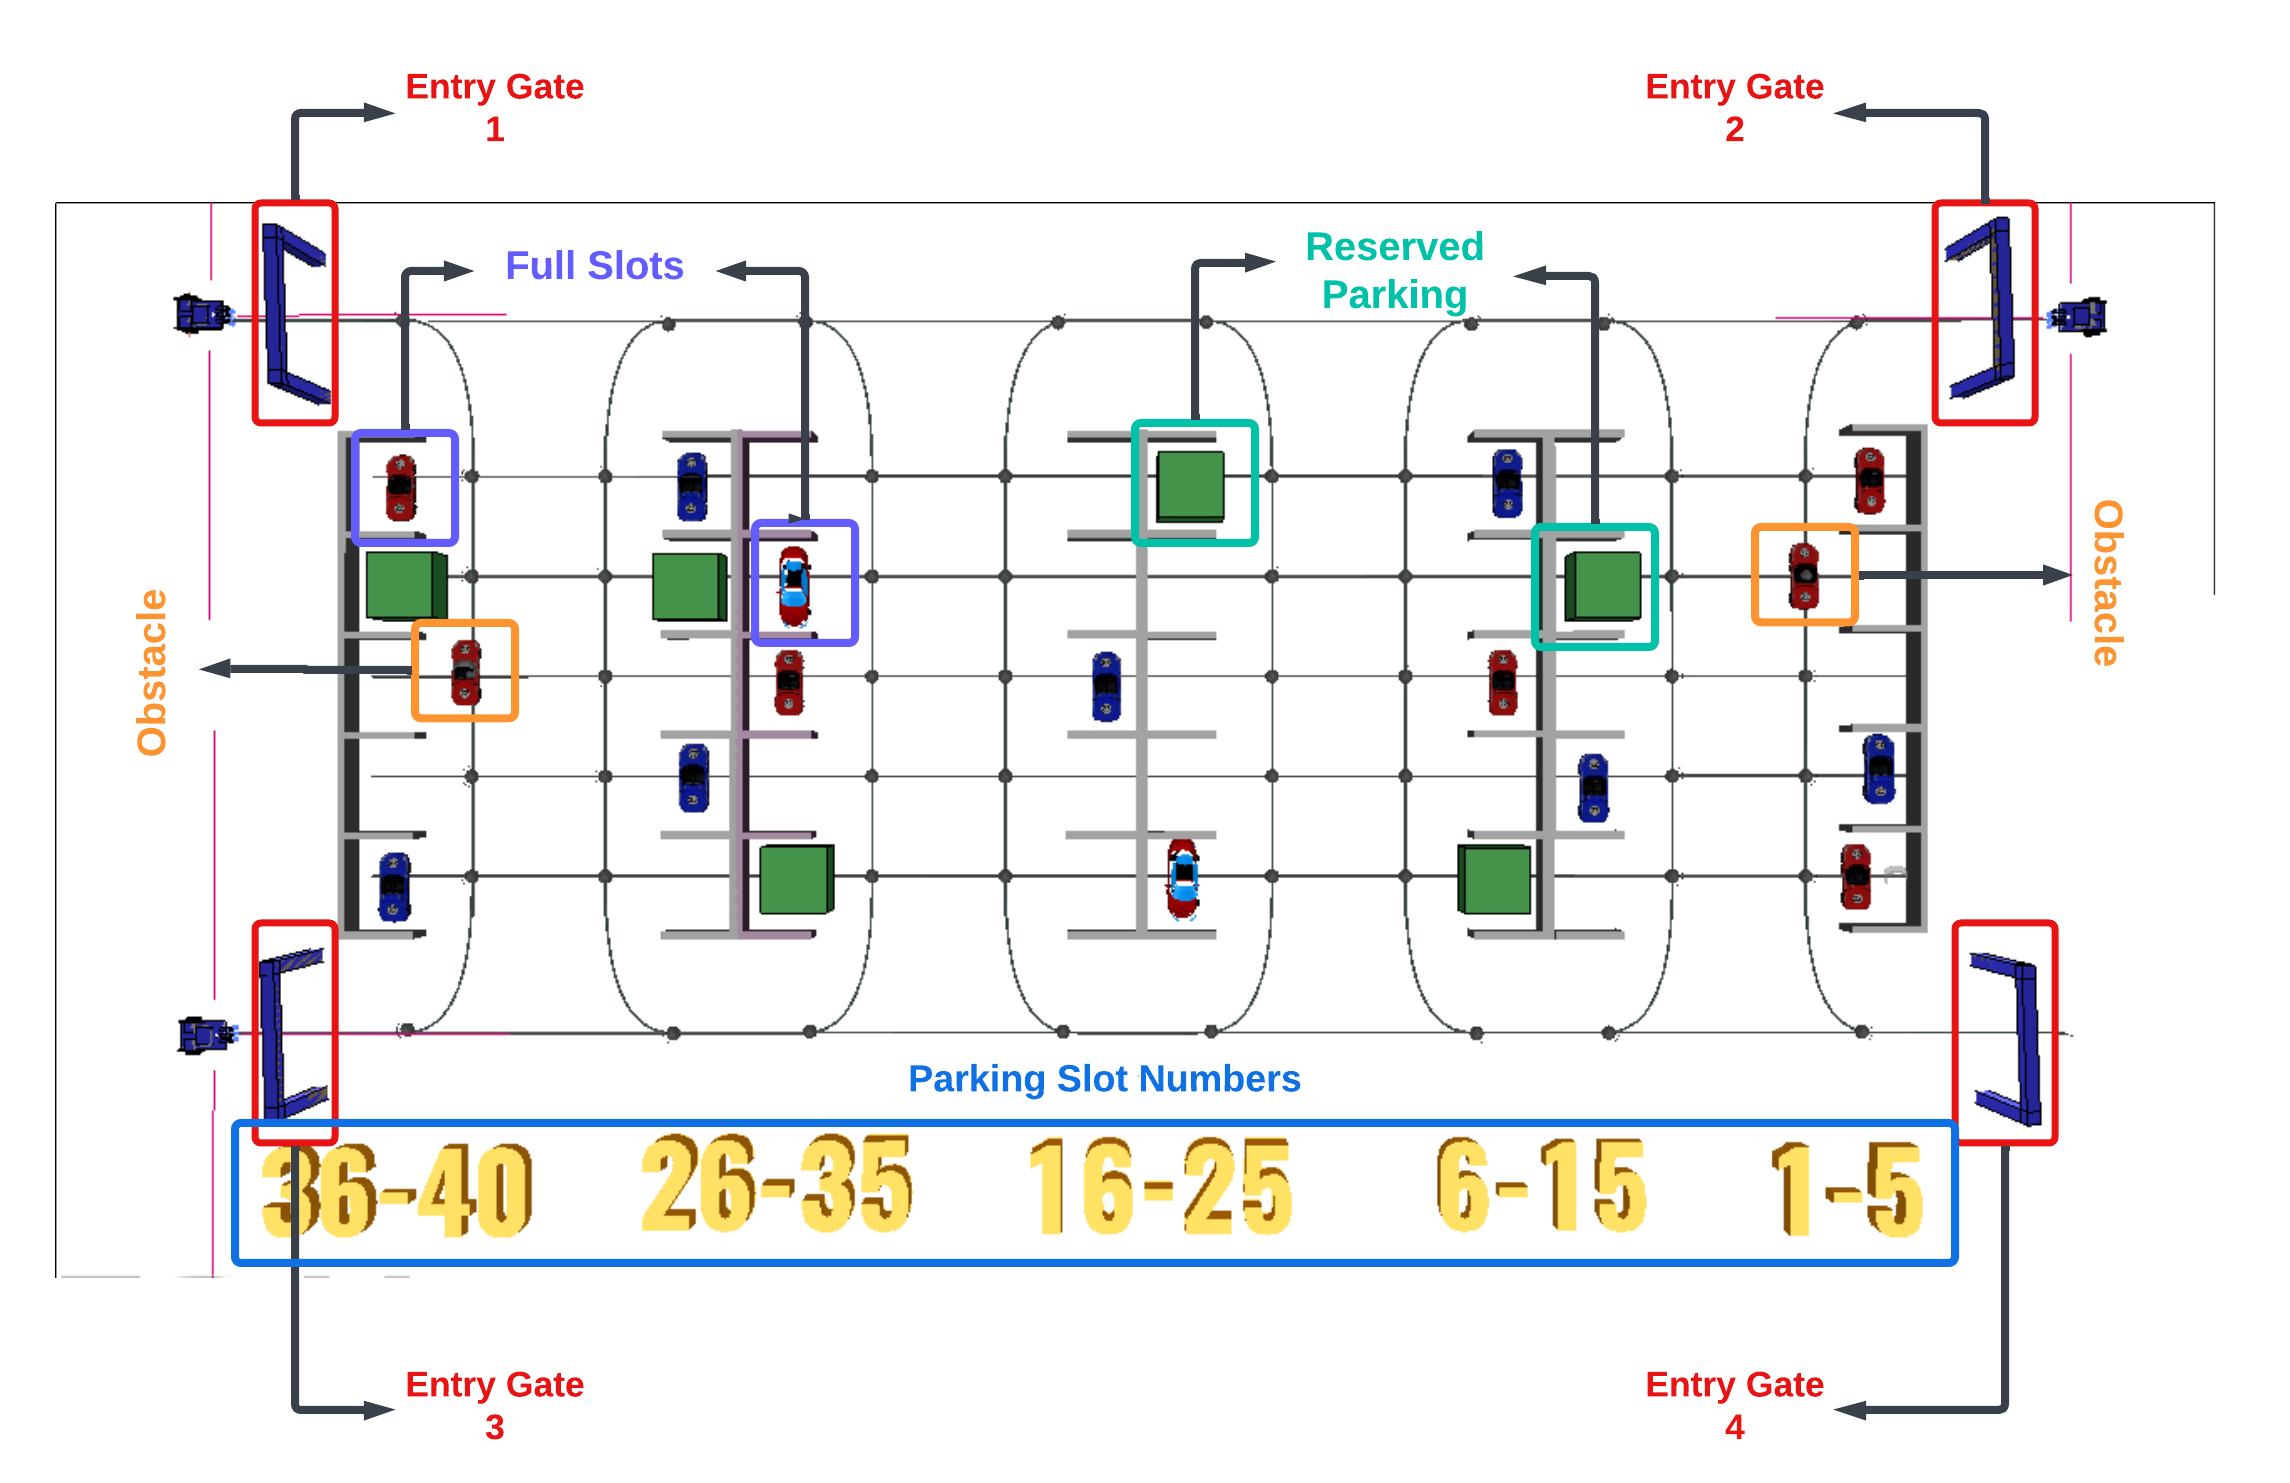 Entry Gate
1
Entry Gate
2
Full Slots
Reserved
Parking
Obstacle
Obstacle
Parking Slot Numbers
36-40
26-35
16-25
6-15
1-5
Entry Gate
3
Entry Gate
4